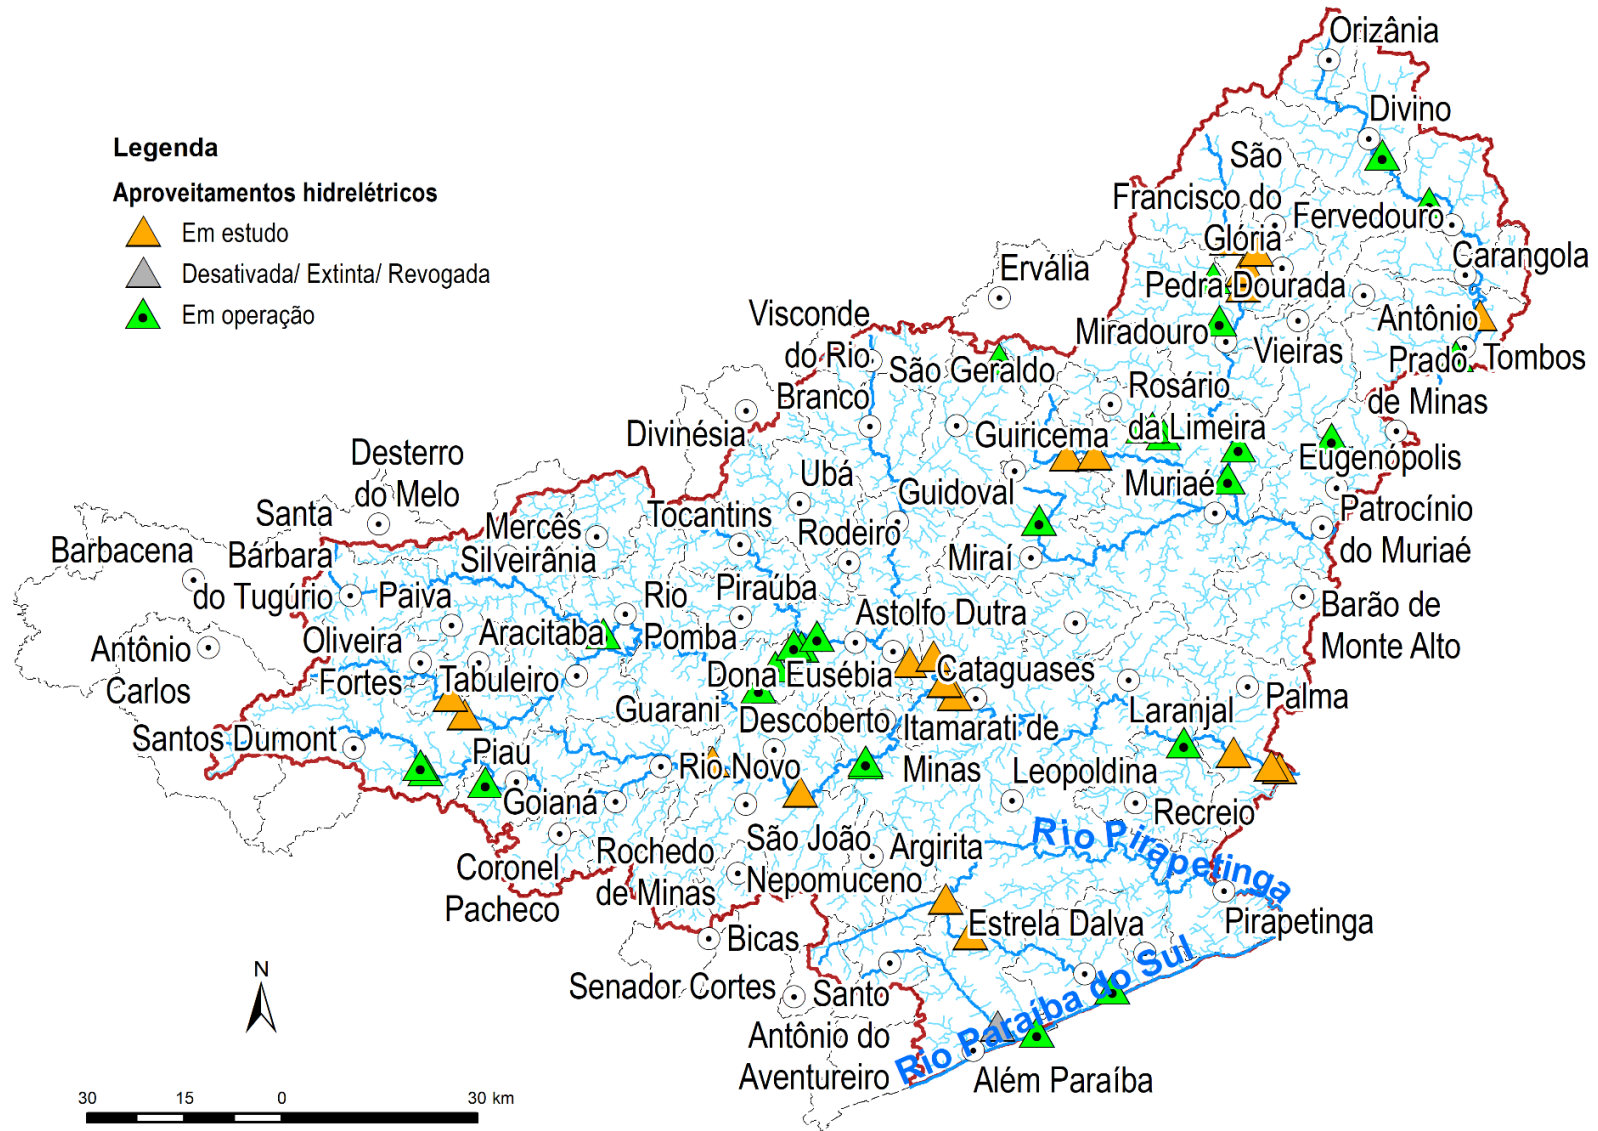 Orizânia
Divino
São
Francisco do
Glória
Fervedouro
Carangola
Legenda
Aproveitamentos hidrelétricos
Em estudo
Desativada/ Extinta/ Revogada
Em operação
Ervália
Pedra Dourada
Visconde
do Rio
Branco
Miradouro
Vieiras
Antônio
Prado
de Minas
Tombos
São Geraldo
Rosário
da Limeira
Divinésia
Guiricema
Eugenópolis
Desterro
do Melo
Ubá
Guidoval
Muriaé
Santa
Bárbara
do Tugúrio
Mercês
Silveirânia
Tocantins
Rodeiro
Patrocínio
do Muriaé
Barbacena
Miraí
Paiva
Rio
Pomba
Piraúba
Astolfo Dutra
Barão de
Monte Alto
Antônio
Carlos
Oliveira
Fortes
Aracitaba
Tabuleiro
Dona Eusébia
Cataguases
Guarani
Descoberto
Itamarati de
Minas
Laranjal
Palma
Santos Dumont
Piau
Rio Novo
Leopoldina
Goianá
Recreio
Coronel
Pacheco
Rochedo
de Minas
São João
Nepomuceno
Argirita
Rio Pirapetinga
Estrela Dalva
Pirapetinga
Bicas
Senador Cortes
Santo
Antônio do
Aventureiro
Rio Paraíba do Sul
Além Paraíba
N
30 15 0 30 km